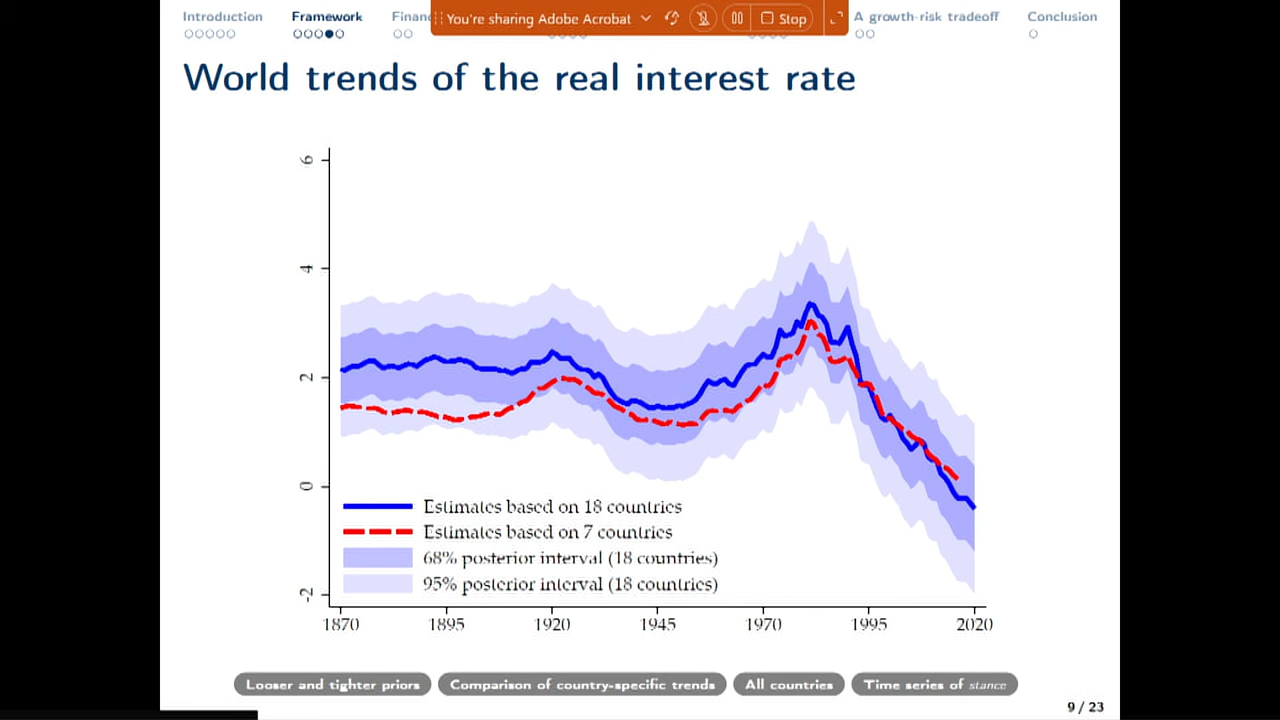 Introduction Framework You're sharing Adobe Acrobat Stop A growth-risk tradeoff Conclusion
World trends of the real interest rate
6
4
2
0
-2
Estimates based on 18 countries
Estimates based on 7 countries
68% posterior interval (18 countries)
95% posterior interval (18 countries)
1870 1895 1920 1945 1970 1995 2020
Looser and tighter priors Comparison of country-specific trends All countries Time series of stance
9 / 23